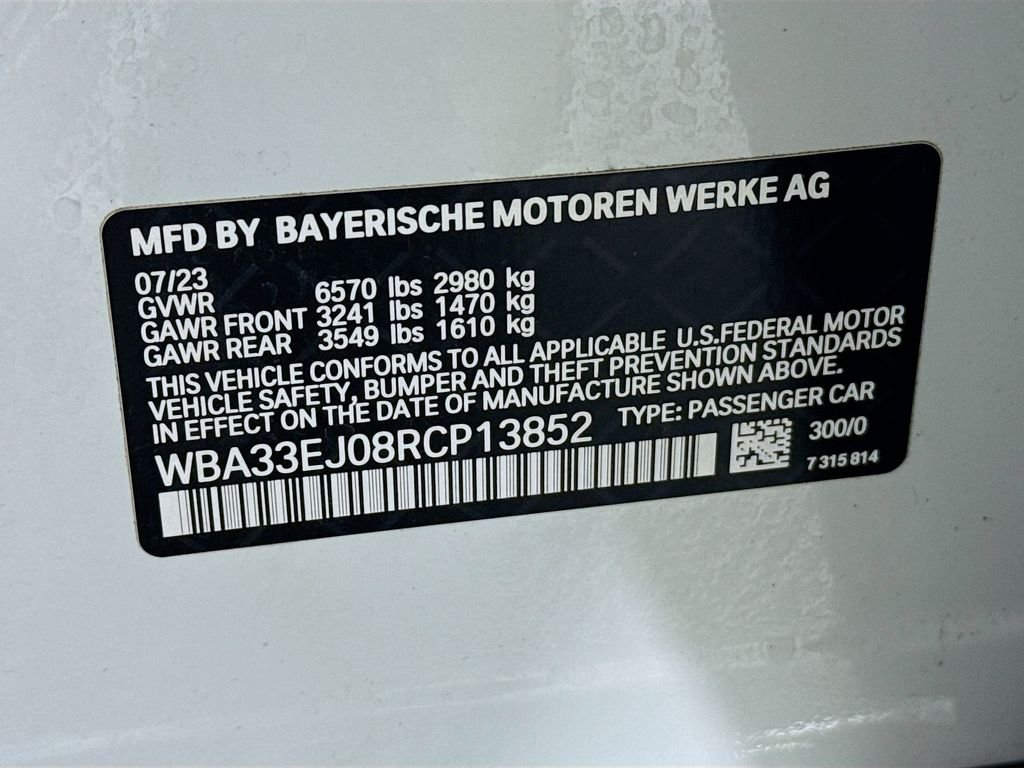 MFD BY BAYERISCHE MOTOREN WERKE AG
07/23
GVWR 6570 lbs 2980 kg
GAWR FRONT 3241 lbs 1470 kg
GAWR REAR 3549 lbs 1610 kg
THIS VEHICLE CONFORMS TO ALL APPLICABLE U.S.FEDERAL MOTOR
VEHICLE SAFETY, BUMPER AND THEFT PREVENTION STANDARDS
IN EFFECT ON THE DATE OF MANUFACTURE SHOWN ABOVE.
WBA33EJ08RCP13852 TYPE: PASSENGER CAR
300/0
7 315 814